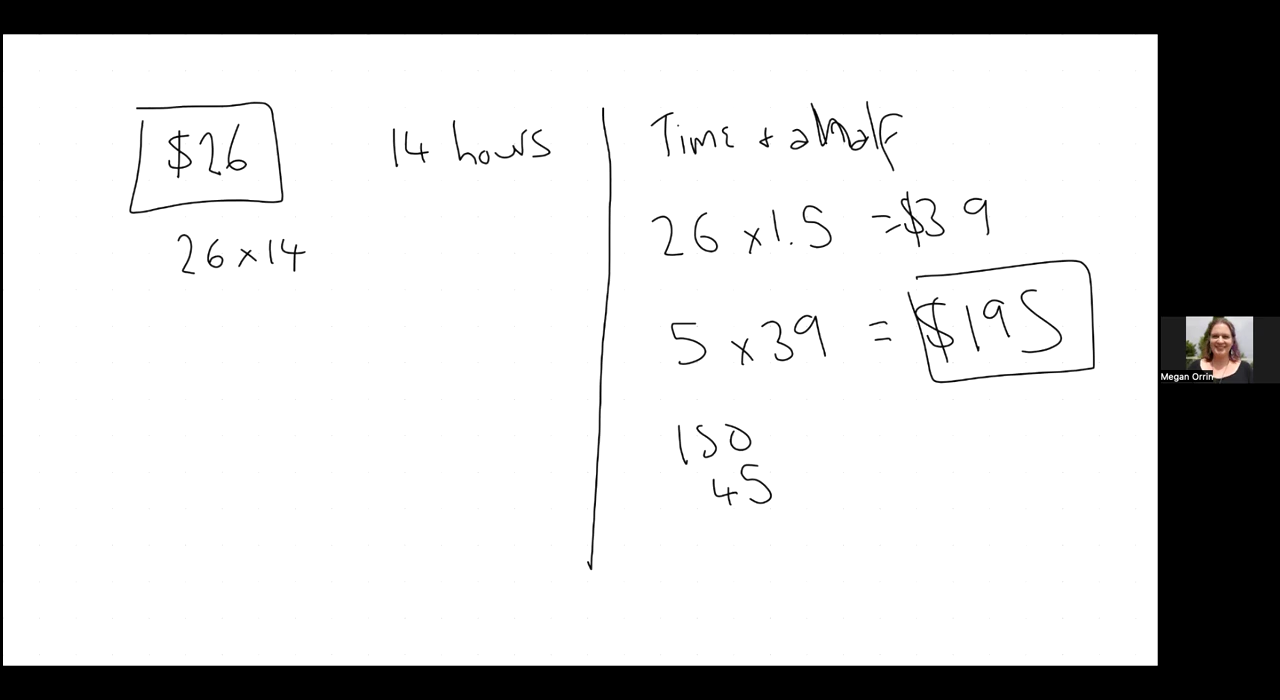 $26
14 hours
26 x 14
Time + a half
26 x 1.5 = $39
5 x 39 = $195
150
45
Megan Orrin